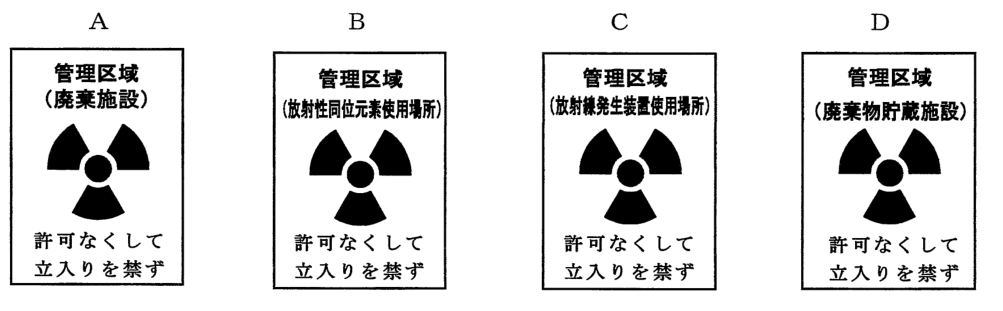 A
管理区域
（廃棄施設）
許可なくして
立入りを禁ず
B
管理区域
（放射性同位元素使用場所）
許可なくして
立入りを禁ず
C
管理区域
（放射線発生装置使用場所）
許可なくして
立入りを禁ず
D
管理区域
（廃棄物貯蔵施設）
許可なくして
立入りを禁ず